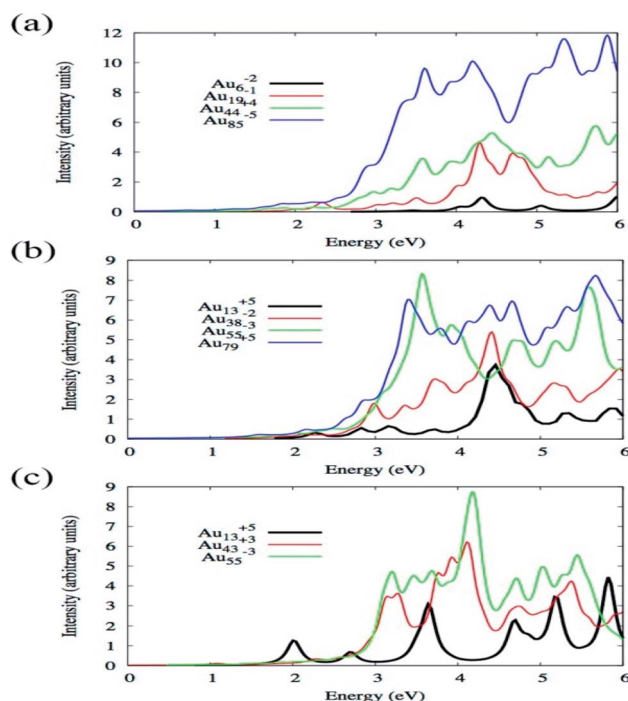 (a)
12
10
8
6
4
2
0
Intensity (arbitrary units)
Au6-2
Au19-1
Au44+4
Au85-5
0 1 2 3 4 5 6
Energy (eV)
(b)
9
8
7
6
5
4
3
2
1
0
Intensity (arbitrary units)
Au13+5
Au38-2
Au55-3
Au79+5
0 1 2 3 4 5 6
Energy (eV)
(c)
9
8
7
6
5
4
3
2
1
0
Intensity (arbitrary units)
Au13+5
Au43+3
Au55-3
0 1 2 3 4 5 6
Energy (eV)